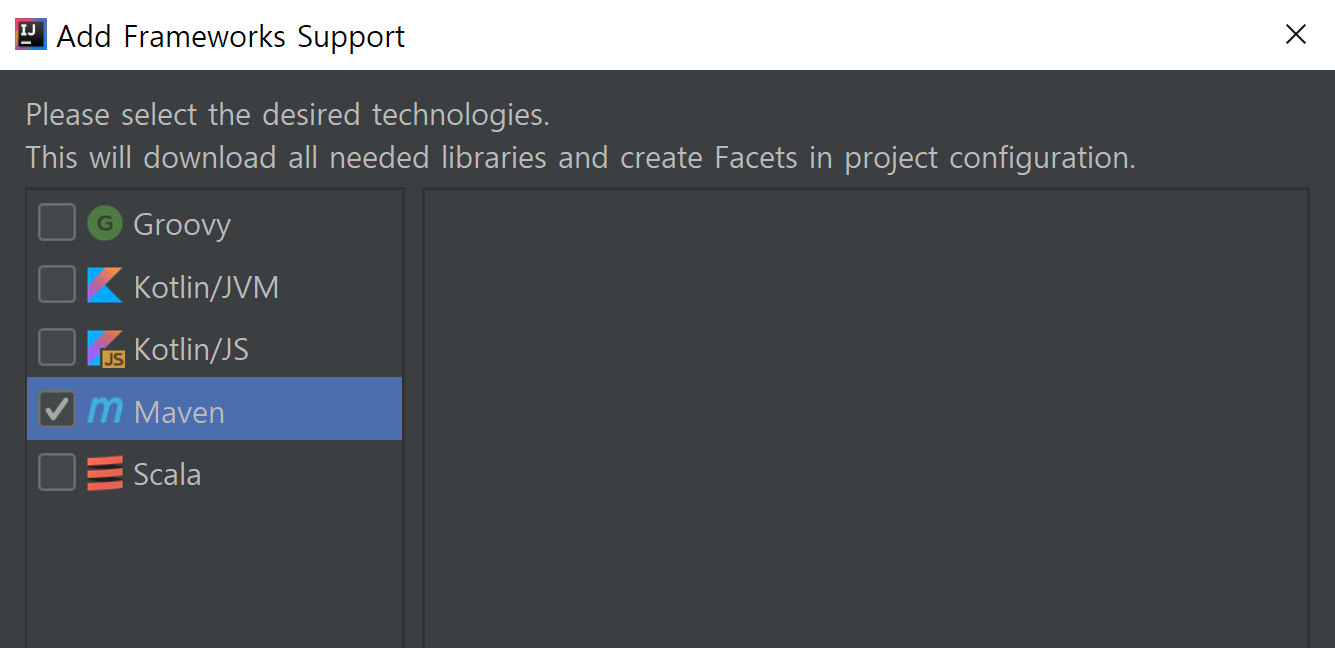 IJ
Add Frameworks Support
Please select the desired technologies.
This will download all needed libraries and create Facets in project configuration.
G Groovy
Kotlin/JVM
JS Kotlin/JS
m Maven
Scala